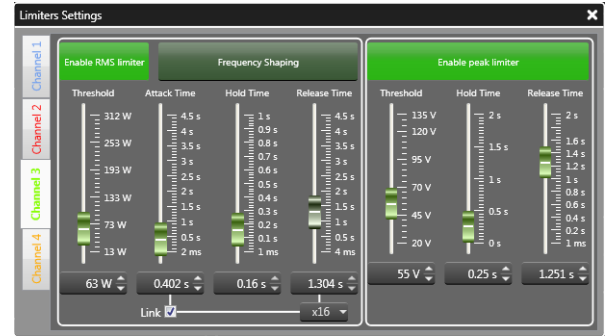 Limiters Settings
Channel 1
Channel 2
Channel 3
Channel 4
Enable RMS limiter
Frequency Shaping
Threshold
Attack Time
Hold Time
Release Time
312 W
253 W
193 W
133 W
73 W
13 W
4.5 s
4 s
3.5 s
3 s
2.5 s
2 s
1.5 s
1 s
0.5 s
2 ms
1 s
0.9 s
0.8 s
0.7 s
0.6 s
0.5 s
0.4 s
0.3 s
0.2 s
0.1 s
1 ms
4.5 s
4 s
3.5 s
3 s
2.5 s
2 s
1.5 s
1 s
0.5 s
4 ms
63 W
0.402 s
0.16 s
1.304 s
Link
x16
Enable peak limiter
Threshold
Hold Time
Release Time
135 V
120 V
95 V
70 V
45 V
20 V
2 s
1.5 s
1 s
0.5 s
0 s
2 s
1.6 s
1.4 s
1.2 s
1 s
0.8 s
0.6 s
0.4 s
0.2 s
1 ms
55 V
0.25 s
1.251 s